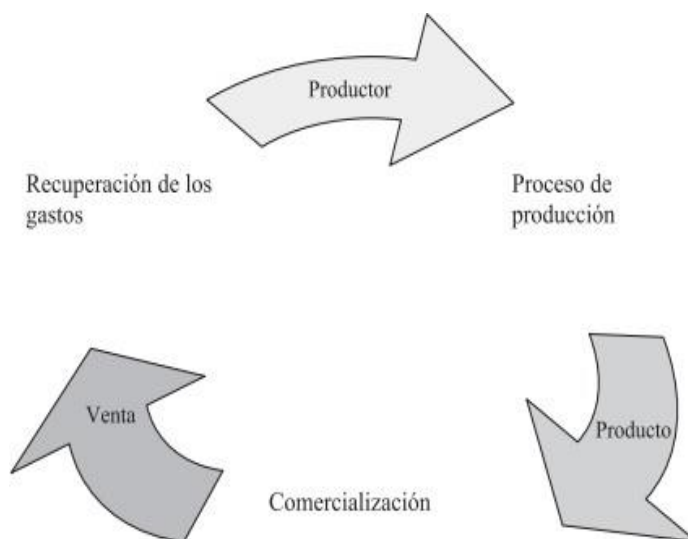 Productor
Recuperación de los
gastos
Proceso de
producción
Venta
Producto
Comercialización